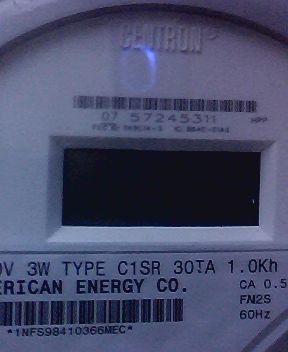 CENTRON®
07 57245311
HPP
0V 3W TYPE C1SR 30TA 1.0Kh
ERICAN ENERGY CO.
CA 0.5
FN2S
60Hz
*1NFS98410366MEC*